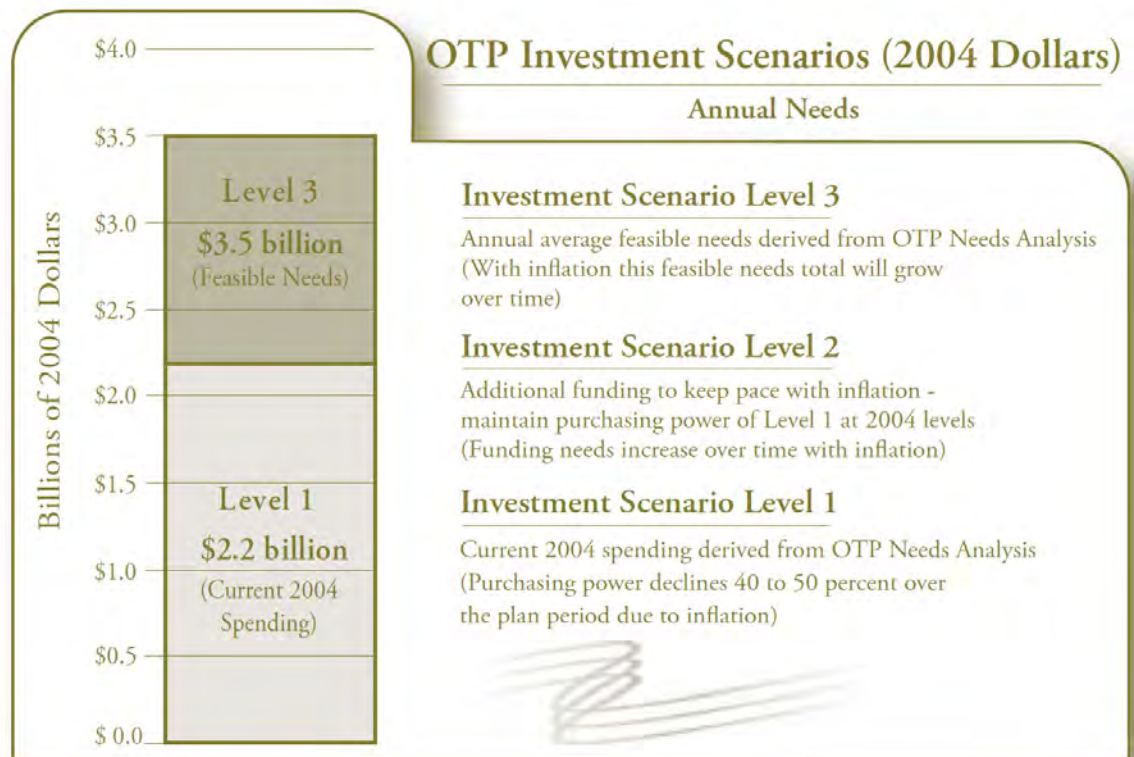 OTP Investment Scenarios (2004 Dollars)
Annual Needs
Billions of 2004 Dollars
$4.0
$3.5
$3.0
$2.5
$2.0
$1.5
$1.0
$0.5
$ 0.0
Level 3
$3.5 billion
(Feasible Needs)
Level 1
$2.2 billion
(Current 2004
Spending)
Investment Scenario Level 3
Annual average feasible needs derived from OTP Needs Analysis
(With inflation this feasible needs total will grow
over time)
Investment Scenario Level 2
Additional funding to keep pace with inflation -
maintain purchasing power of Level 1 at 2004 levels
(Funding needs increase over time with inflation)
Investment Scenario Level 1
Current 2004 spending derived from OTP Needs Analysis
(Purchasing power declines 40 to 50 percent over
the plan period due to inflation)